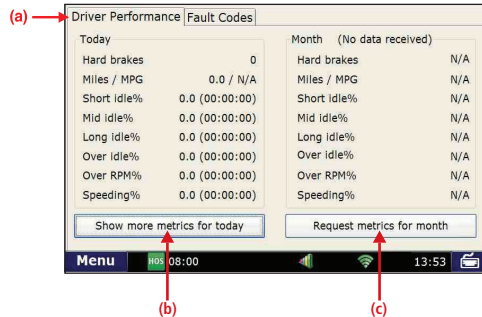 (a)
Driver Performance Fault Codes
Today
Hard brakes 0
Miles / MPG 0.0 / N/A
Short idle% 0.0 (00:00:00)
Mid idle% 0.0 (00:00:00)
Long idle% 0.0 (00:00:00)
Over idle% 0.0 (00:00:00)
Over RPM% 0.0 (00:00:00)
Speeding% 0.0 (00:00:00)
Show more metrics for today
Month (No data received)
Hard brakes N/A
Miles / MPG N/A
Short idle% N/A
Mid idle% N/A
Long idle% N/A
Over idle% N/A
Over RPM% N/A
Speeding% N/A
Request metrics for month
Menu HOS 08:00 13:53
(b) (c)